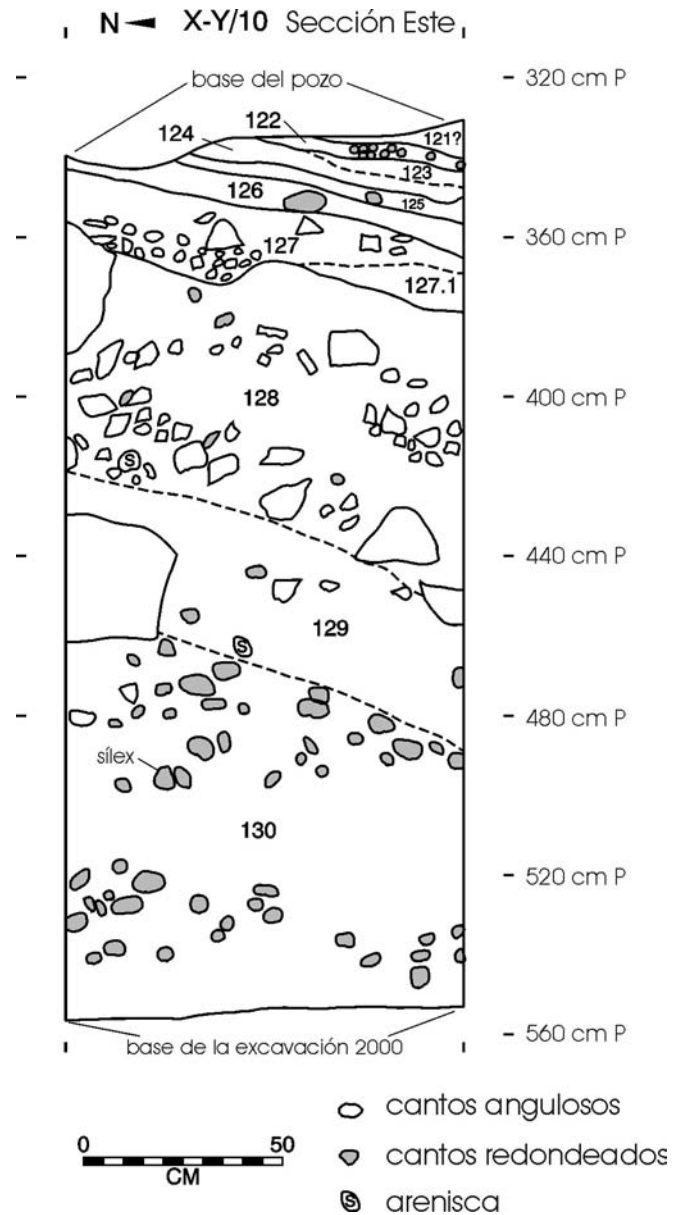 N X-Y/10 Sección Este
320 cm P
base del pozo
124 122 121?
123
126 125
360 cm P
127
127.1
128
400 cm P
S
440 cm P
129
S
480 cm P
sílex
130
520 cm P
560 cm P
base de la excavación 2000
cantos angulosos
0 50
CM
cantos redondeados
S arenisca